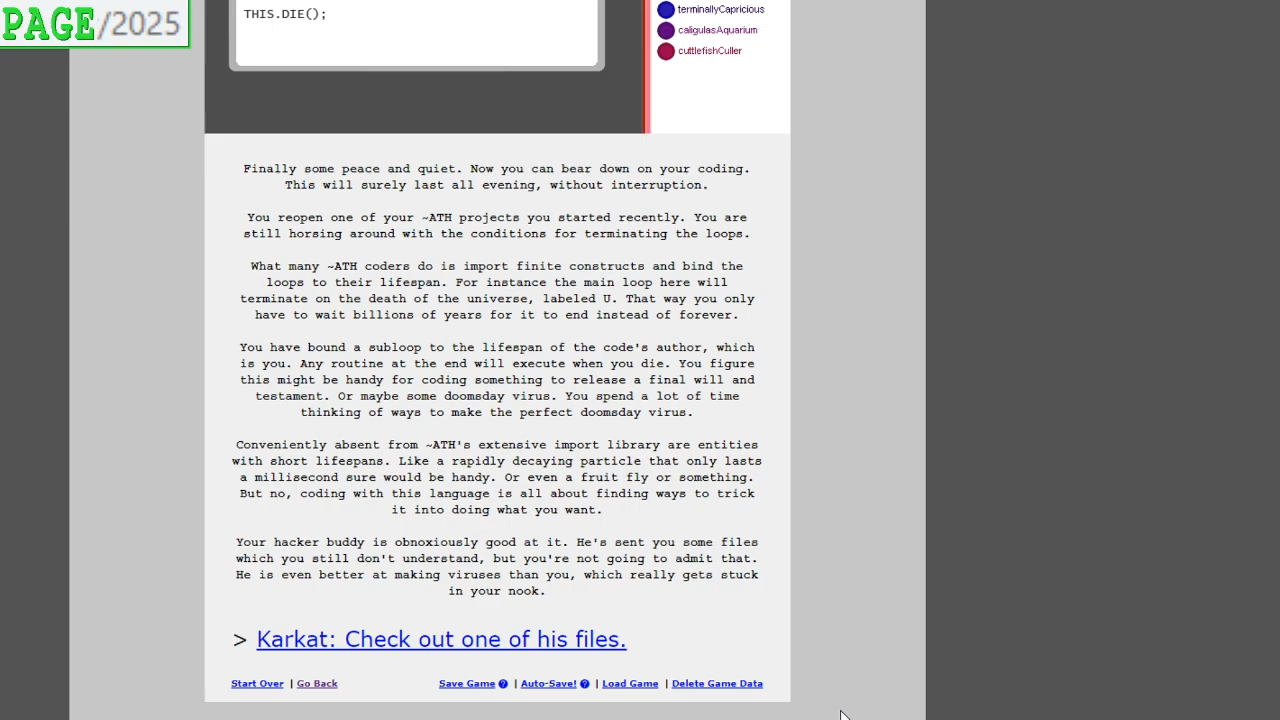 PAGE/2025
THIS.DIE();
terminallyCapricious
caligulasAquarium
cuttlefishCuller
Finally some peace and quiet. Now you can bear down on your coding.
This will surely last all evening, without interruption.
You reopen one of your ~ATH projects you started recently. You are
still horsing around with the conditions for terminating the loops.
What many ~ATH coders do is import finite constructs and bind the
loops to their lifespan. For instance the main loop here will
terminate on the death of the universe, labeled U. That way you only
have to wait billions of years for it to end instead of forever.
You have bound a subloop to the lifespan of the code's author, which
is you. Any routine at the end will execute when you die. You figure
this might be handy for coding something to release a final will and
testament. Or maybe some doomsday virus. You spend a lot of time
thinking of ways to make the perfect doomsday virus.
Conveniently absent from ~ATH's extensive import library are entities
with short lifespans. Like a rapidly decaying particle that only lasts
a millisecond sure would be handy. Or even a fruit fly or something.
But no, coding with this language is all about finding ways to trick
it into doing what you want.
Your hacker buddy is obnoxiously good at it. He's sent you some files
which you still don't understand, but you're not going to admit that.
He is even better at making viruses than you, which really gets stuck
in your nook.
> Karkat: Check out one of his files.
Start Over | Go Back Save Game ? | Auto-Save! ? | Load Game | Delete Game Data